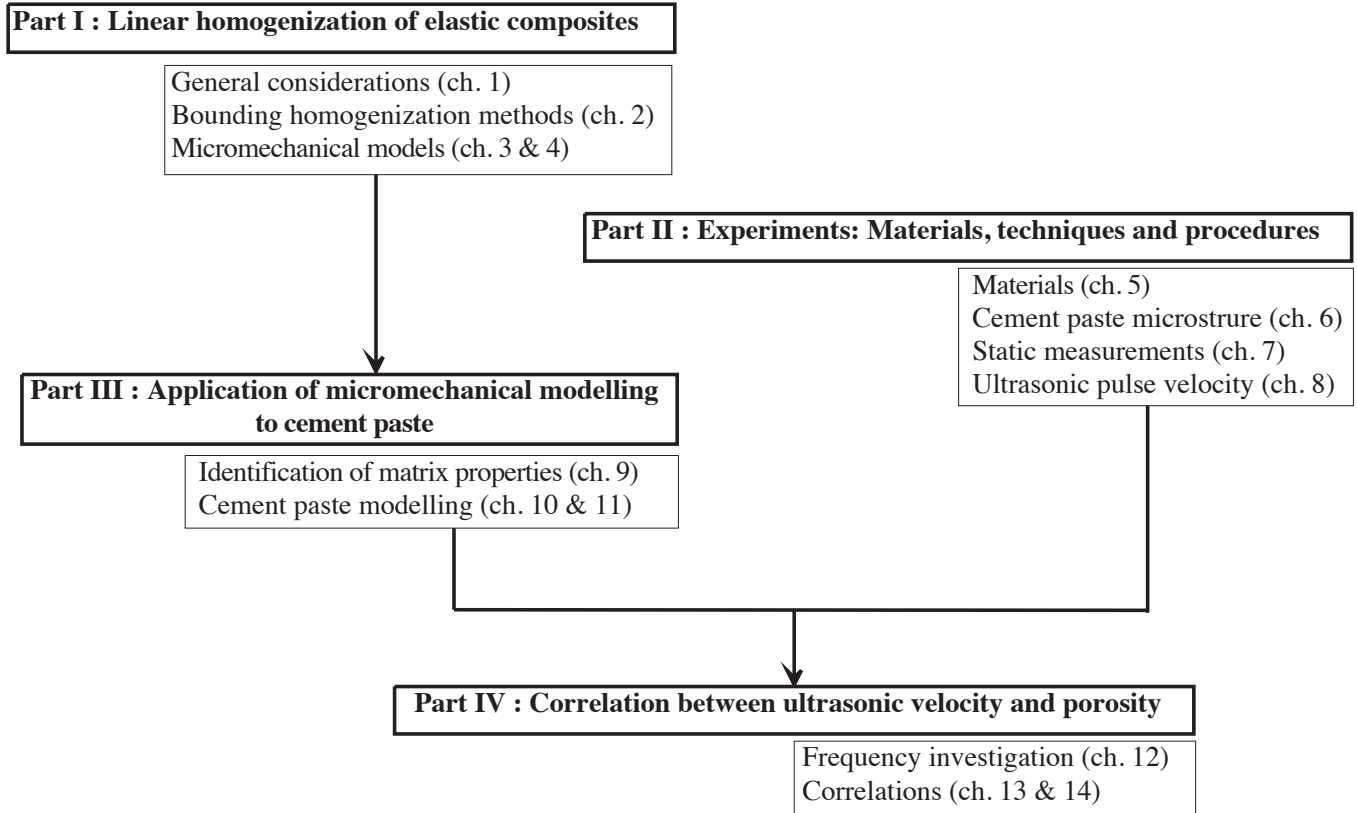 Part I : Linear homogenization of elastic composites
General considerations (ch. 1)
Bounding homogenization methods (ch. 2)
Micromechanical models (ch. 3 & 4)
Part II : Experiments: Materials, techniques and procedures
Materials (ch. 5)
Cement paste microstrure (ch. 6)
Static measurements (ch. 7)
Ultrasonic pulse velocity (ch. 8)
Part III : Application of micromechanical modelling
to cement paste
Identification of matrix properties (ch. 9)
Cement paste modelling (ch. 10 & 11)
Part IV : Correlation between ultrasonic velocity and porosity
Frequency investigation (ch. 12)
Correlations (ch. 13 & 14)